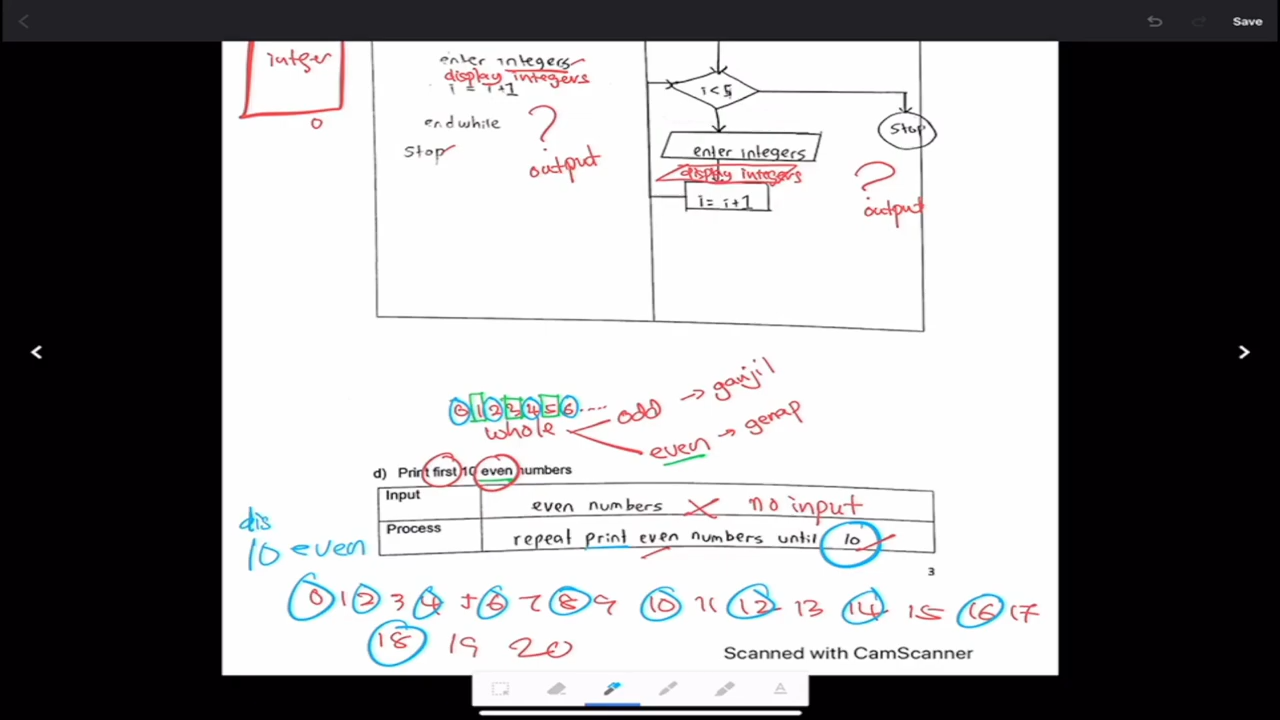 Save
integer
0
enter integers
display integers
i = i+1
endwhile
Stop
?
output
i < 5
Stop
enter integers
display integers
i = i+1
?
output
0 1 2 3 4 5 6 ....
whole
odd → ganjil
even → genap
d) Print first 10 even numbers
Input
even numbers X no input
Process
repeat print even numbers until 10
dis
10 even
3
0 1 2 3 4 5 6 7 8 9 10 11 12 13 14 15 16 17
18 19 20
Scanned with CamScanner